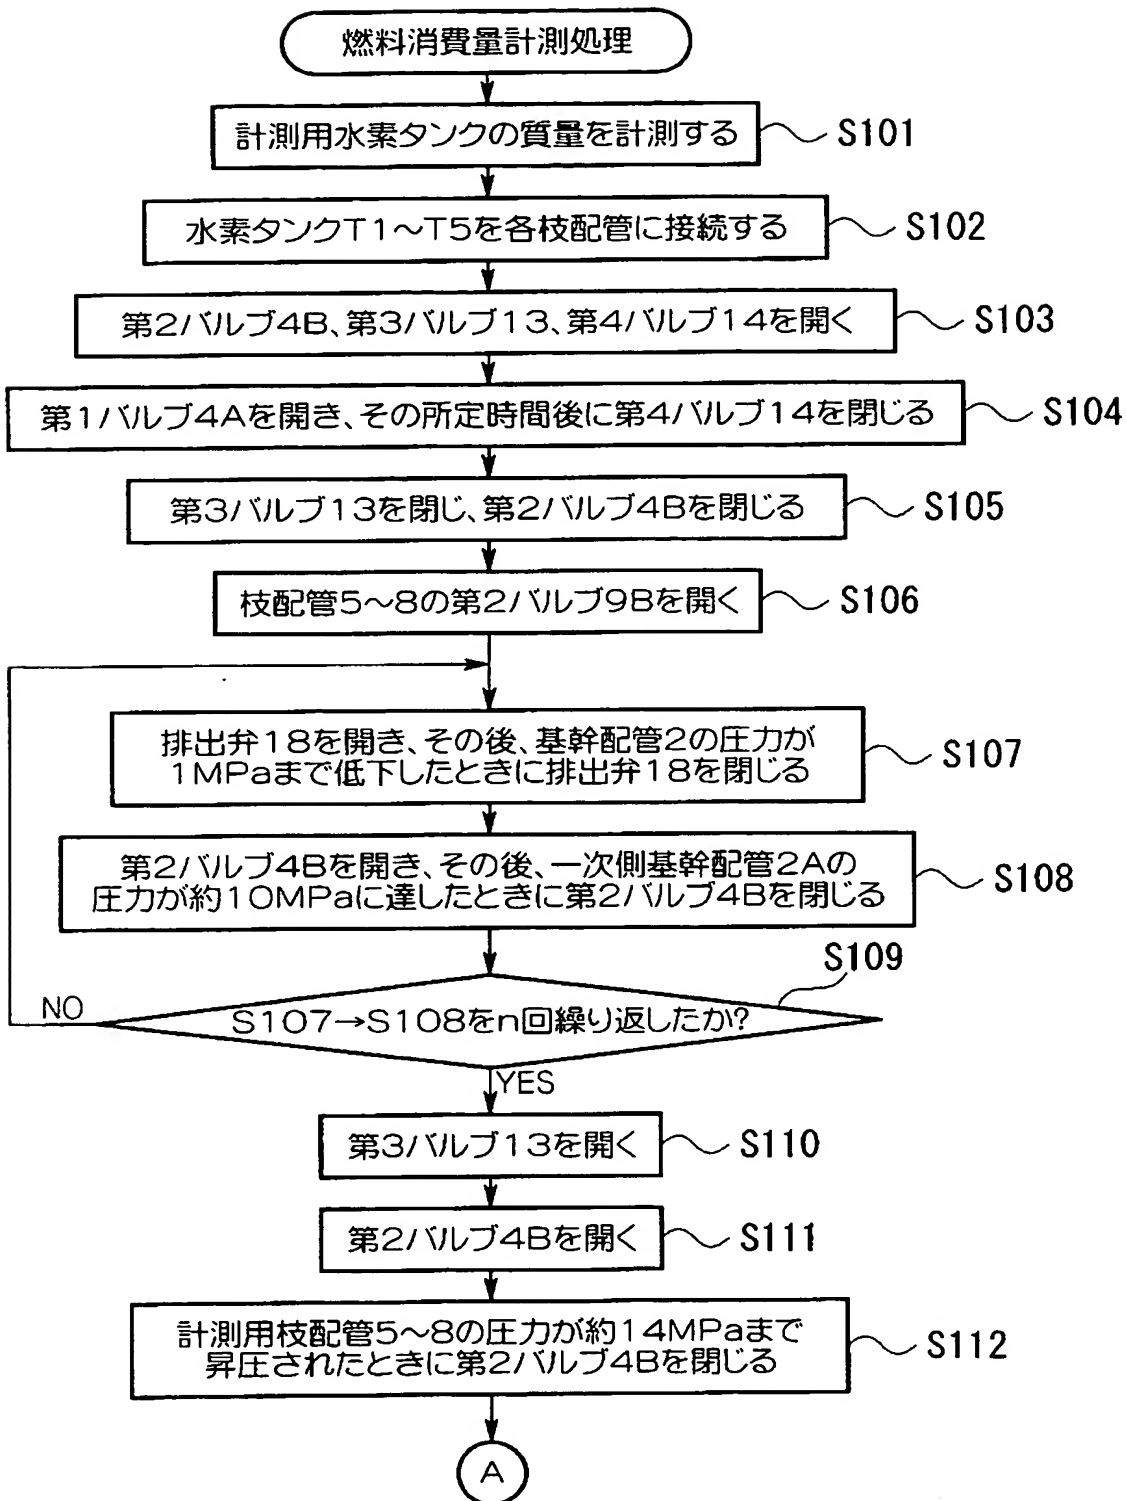 燃料消費量計測処理
計測用水素タンクの質量を計測する
S101
水素タンクT1～T5を各枝配管に接続する
S102
第2バルブ4B、第3バルブ13、第4バルブ14を開く
S103
第1バルブ4Aを開き、その所定時間後に第4バルブ14を閉じる
S104
第3バルブ13を閉じ、第2バルブ4Bを閉じる
S105
枝配管5～8の第2バルブ9Bを開く
S106
排出弁18を開き、その後、基幹配管2の圧力が
1MPaまで低下したときに排出弁18を閉じる
S107
第2バルブ4Bを開き、その後、一次側基幹配管2Aの
圧力が約10MPaに達したときに第2バルブ4Bを閉じる
S108
S109
NO
S107→S108をn回繰り返したか?
YES
第3バルブ13を開く
S110
第2バルブ4Bを開く
S111
計測用枝配管5～8の圧力が約14MPaまで
昇圧されたときに第2バルブ4Bを閉じる
S112
A